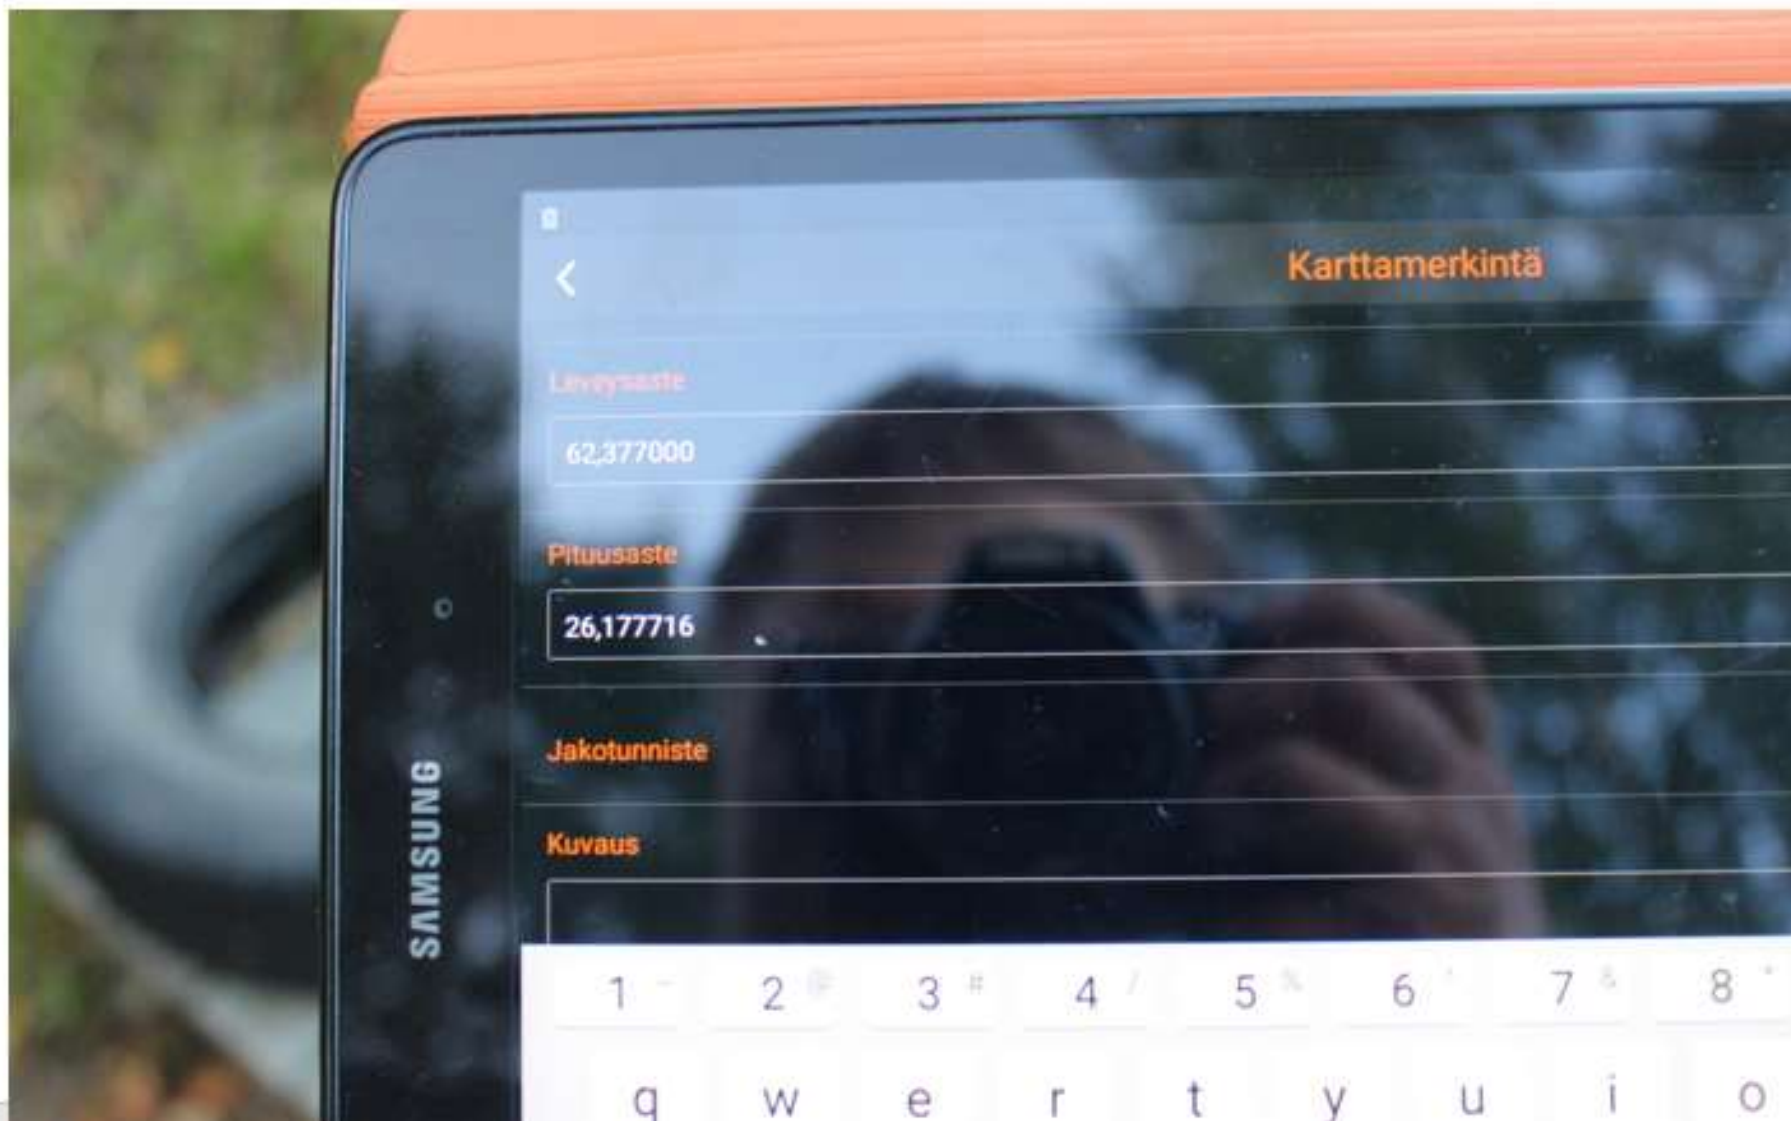 Karttamerkintä
Leveysaste
62,377000
Pituusaste
26,177716
Jakotunniste
Kuvaus
SAMSUNG
1 2 3 # 4 / 5 % 6 7 & 8
q w e r t y u i o